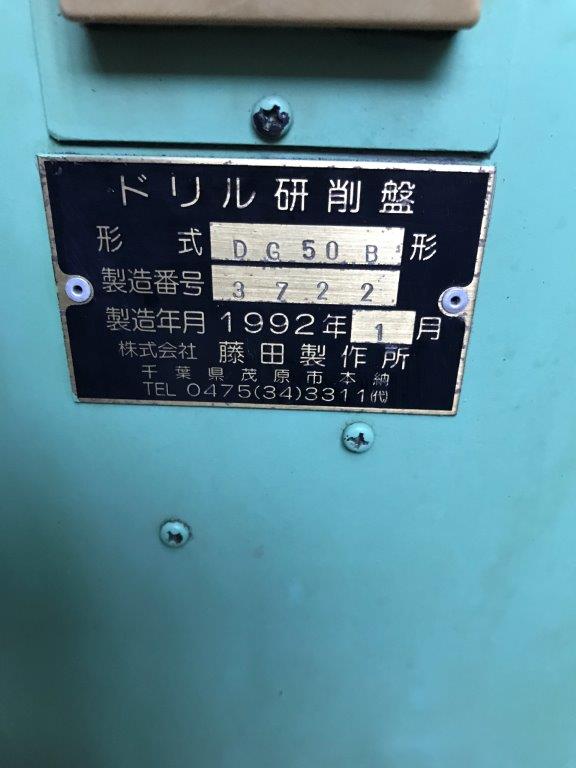 ドリル研削盤
形 式 DG50B 形
製造番号 3722
製造年月 1992年 1 月
株式会社 藤田製作所
千葉県茂原市本納
TEL 0475(34)3311㈹